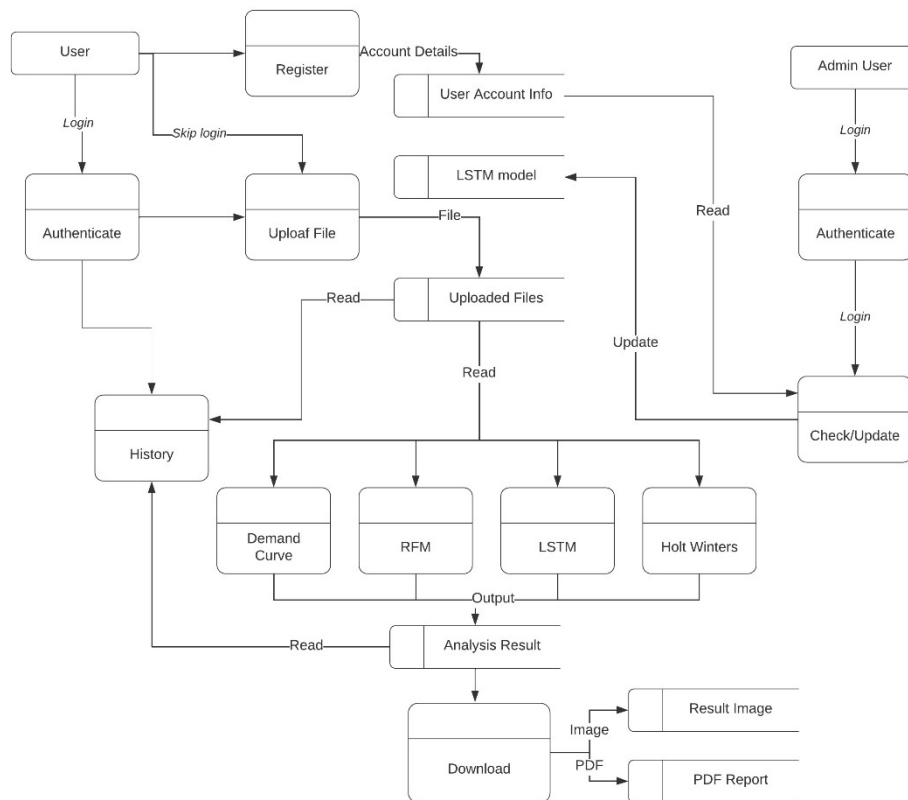 User
Register
Account Details
User Account Info
Admin User
Login
Skip login
Login
LSTM model
Authenticate
Uploaf File
File
Read
Authenticate
Read
Uploaded Files
Login
Update
Read
History
Check/Update
Demand
Curve
RFM
LSTM
Holt Winters
Output
Read
Analysis Result
Result Image
Image
Download
PDF
PDF Report